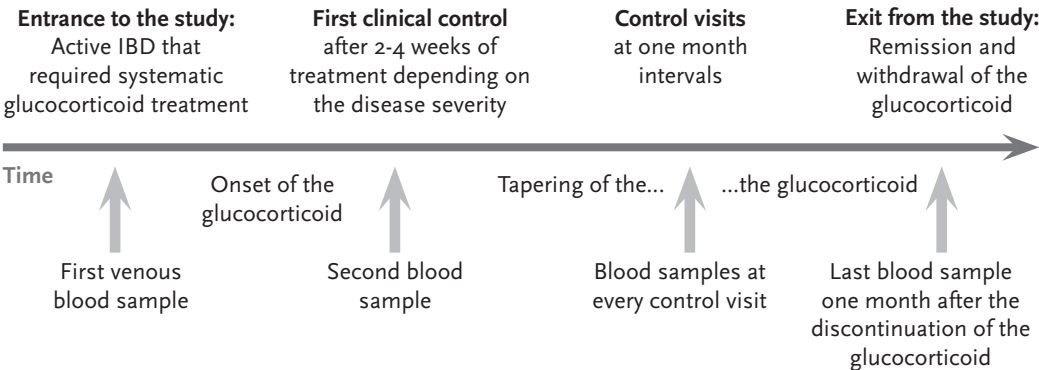 Entrance to the study:
Active IBD that
required systematic
glucocorticoid treatment
First clinical control
after 2-4 weeks of
treatment depending on
the disease severity
Control visits
at one month
intervals
Exit from the study:
Remission and
withdrawal of the
glucocorticoid
Time
Onset of the
glucocorticoid
Tapering of the...
...the glucocorticoid
First venous
blood sample
Second blood
sample
Blood samples at
every control visit
Last blood sample
one month after the
discontinuation of the
glucocorticoid